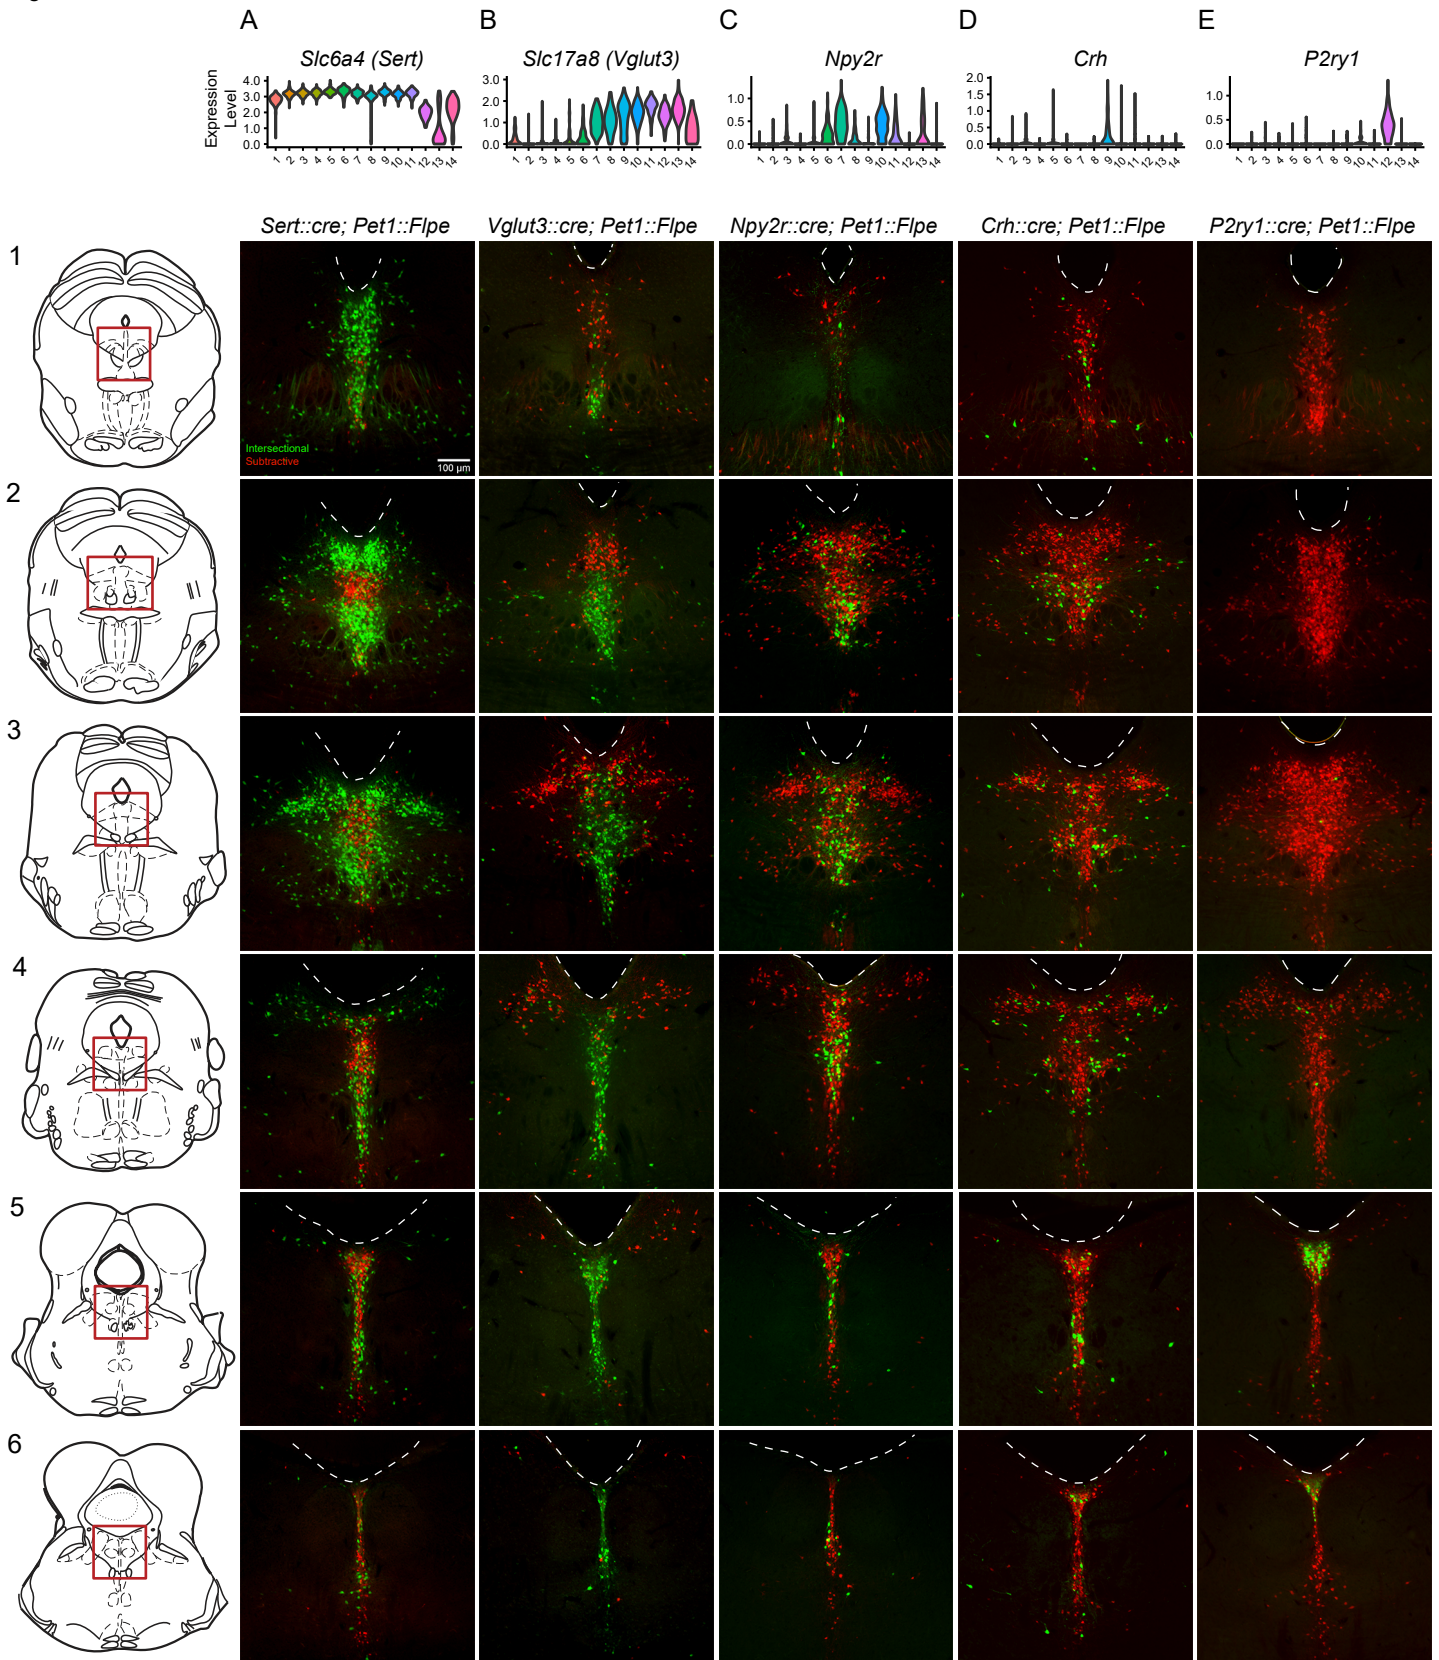 A B C D E
Slc6a4 (Sert) Slc17a8 (Vglut3) Npy2r Crh P2ry1
Expression
Level
4.0
3.0
2.0
1.0
0.0
1 2 3 4 5 6 7 8 9 10 11 12 13 14
3.0
2.0
1.0
0.0
1 2 3 4 5 6 7 8 9 10 11 12 13 14
1.0
0.5
0.0
1 2 3 4 5 6 7 8 9 10 11 12 13 14
2.0
1.5
1.0
0.5
0.0
1 2 3 4 5 6 7 8 9 10 11 12 13 14
1.0
0.5
0.0
1 2 3 4 5 6 7 8 9 10 11 12 13 14
Sert::cre; Pet1::Flpe Vglut3::cre; Pet1::Flpe Npy2r::cre; Pet1::Flpe Crh::cre; Pet1::Flpe P2ry1::cre; Pet1::Flpe
1
Intersectional
Subtractive
100 µm
2
3
4
5
6